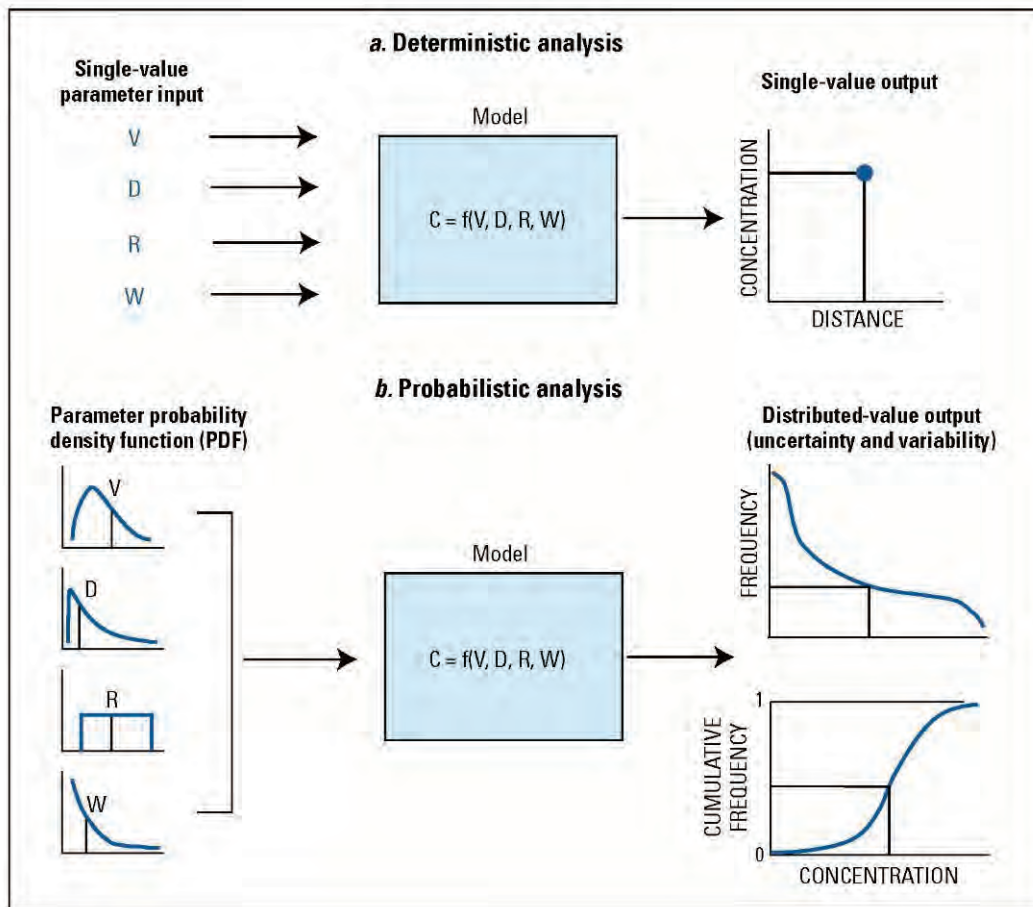 a. Deterministic analysis
Single-value
parameter input
V
D
R
W
Model
C = f(V, D, R, W)
Single-value output
CONCENTRATION
DISTANCE
b. Probabilistic analysis
Parameter probability
density function (PDF)
V
D
R
W
Model
C = f(V, D, R, W)
Distributed-value output
(uncertainty and variability)
FREQUENCY
1
CUMULATIVE
FREQUENCY
0
CONCENTRATION